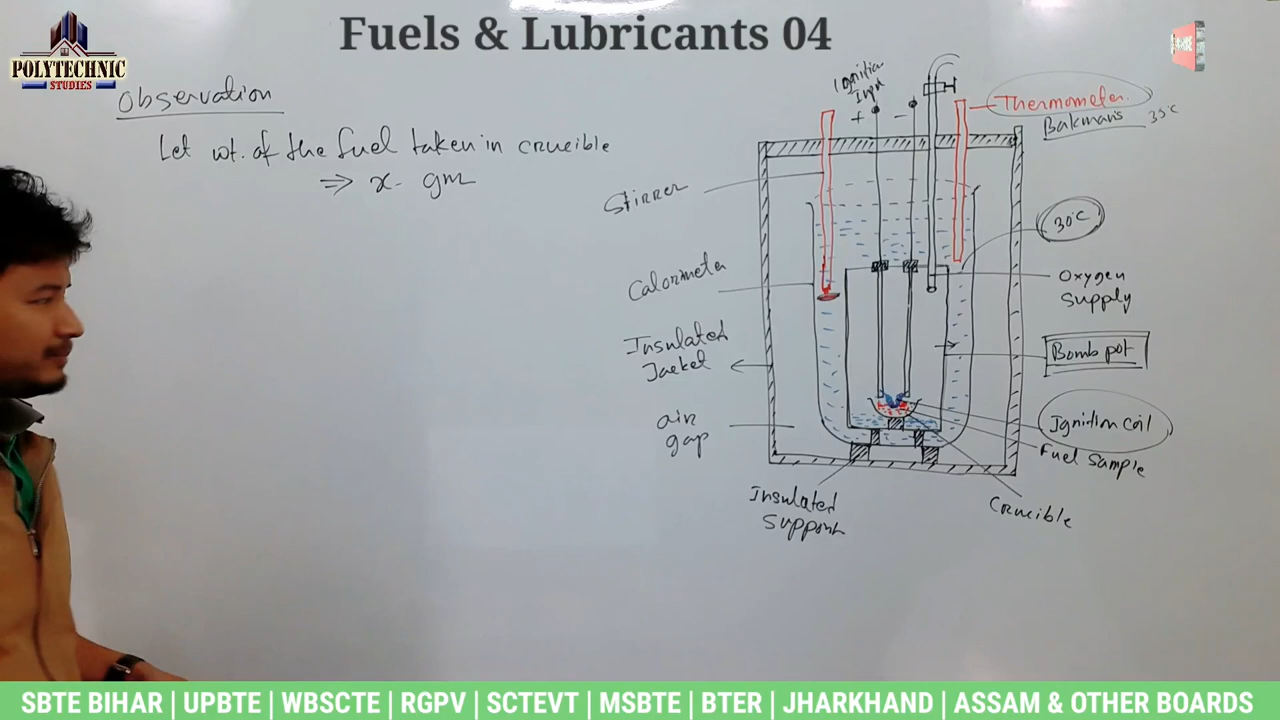 Fuels & Lubricants 04
POLYTECHNIC
STUDIES
Observation
Let wt. of the fuel taken in crucible
⇒ x- gm
Ignition
Input
+ -
Thermometer.
Bakman's 35°C
Stirrer
30°C
Calorimeter
Oxygen
Supply
Insulated
Jacket
Bomb pot
air
gap
Ignition Coil
Fuel Sample
Insulated
Support
Crucible
SBTE BIHAR | UPBTE | WBSCTE | RGPV | SCTEVT | MSBTE | BTER | JHARKHAND | ASSAM & OTHER BOARDS